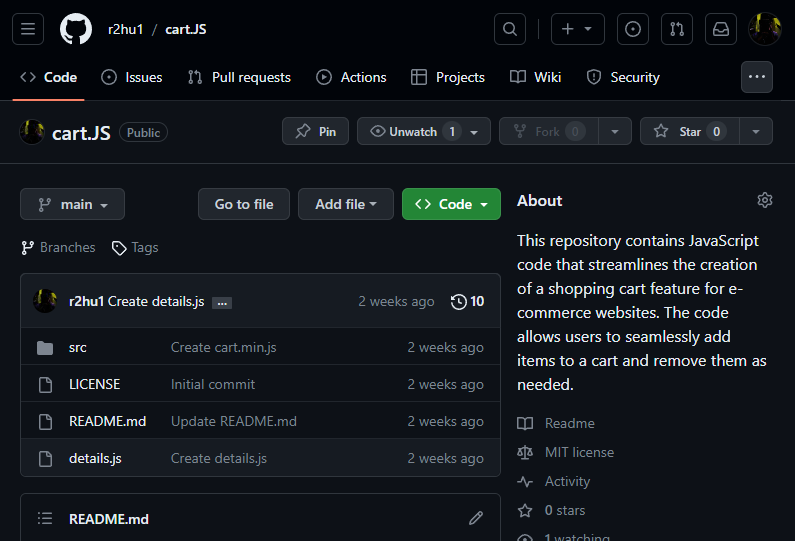 r2hu1 / cart.JS
Code Issues Pull requests Actions Projects Wiki Security
cart.JS Public Pin Unwatch 1 Fork 0 Star 0
main Go to file Add file Code
Branches Tags
r2hu1 Create details.js ... 2 weeks ago 10
src Create cart.min.js 2 weeks ago
LICENSE Initial commit 2 weeks ago
README.md Update README.md 2 weeks ago
details.js Create details.js 2 weeks ago
README.md
About
This repository contains JavaScript
code that streamlines the creation
of a shopping cart feature for e-
commerce websites. The code
allows users to seamlessly add
items to a cart and remove them as
needed.
Readme
MIT license
Activity
0 stars
1 watching